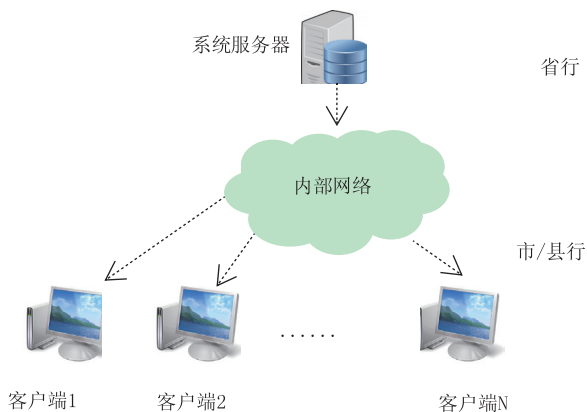 系统服务器
省行
内部网络
市/县行
......
客户端1
客户端2
客户端N